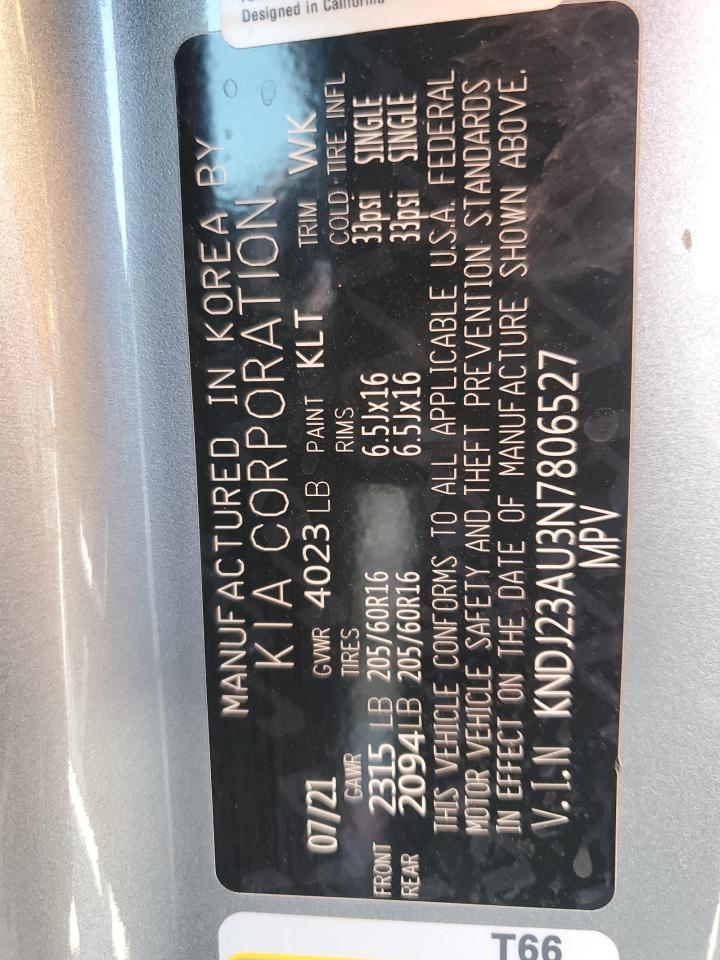 Designed in California
MANUFACTURED IN KOREA BY
KIA CORPORATION
07/21 GVWR 4023 LB PAINT KLT TRIM WK
GAWR TIRES RIMS COLD TIRE INFL
FRONT 2315 LB 205/60R16 6.5Jx16 33psi SINGLE
REAR 2094LB 205/60R16 6.5Jx16 33psi SINGLE
THIS VEHICLE CONFORMS TO ALL APPLICABLE U.S.A. FEDERAL
MOTOR VEHICLE SAFETY AND THEFT PREVENTION STANDARDS
IN EFFECT ON THE DATE OF MANUFACTURE SHOWN ABOVE.
V.I.N KNDJ23AU3N7806527
MPV
T66